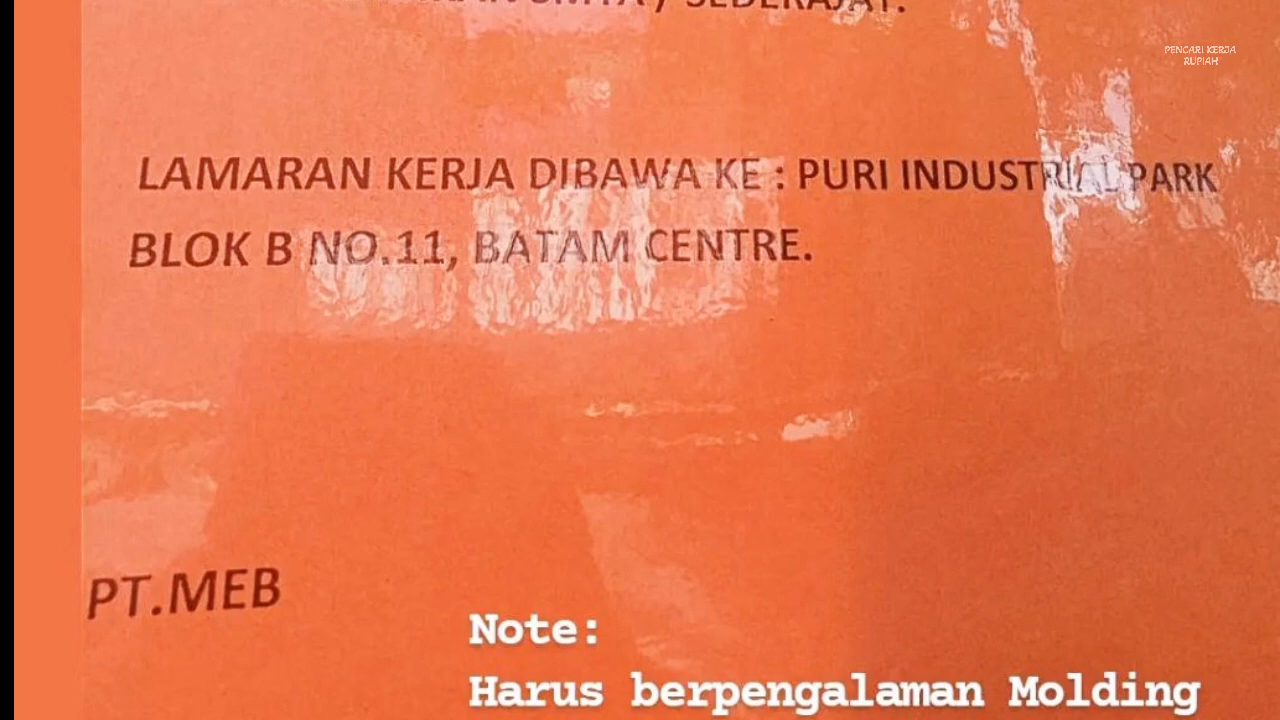 / SEDERAJAT.
PENCARI KERJA
RUPIAH
LAMARAN KERJA DIBAWA KE : PURI INDUSTRIAL PARK
BLOK B NO.11, BATAM CENTRE.
PT.MEB
Note:
Harus berpengalaman Molding